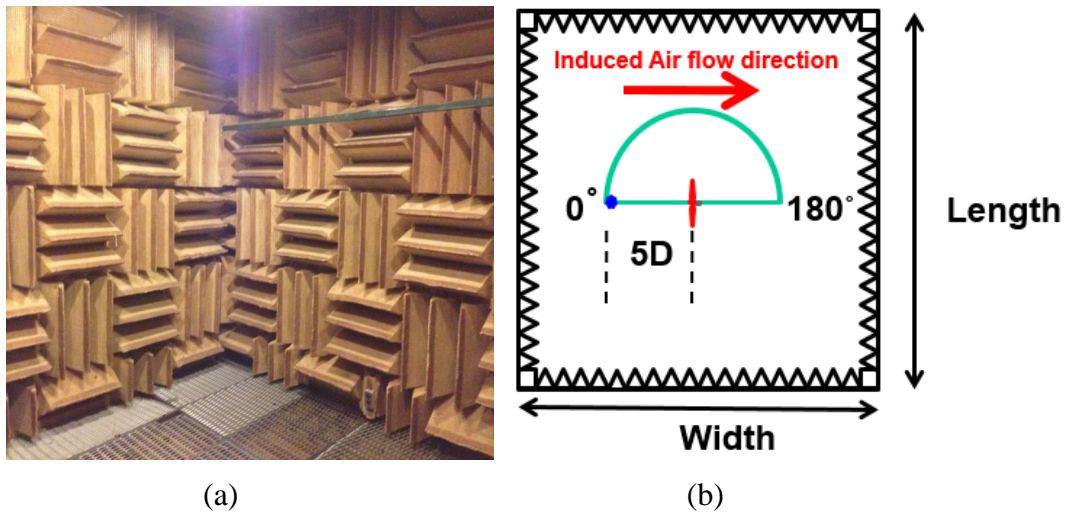 Induced Air flow direction
0° 180°
5D
Length
Width
(a) (b)